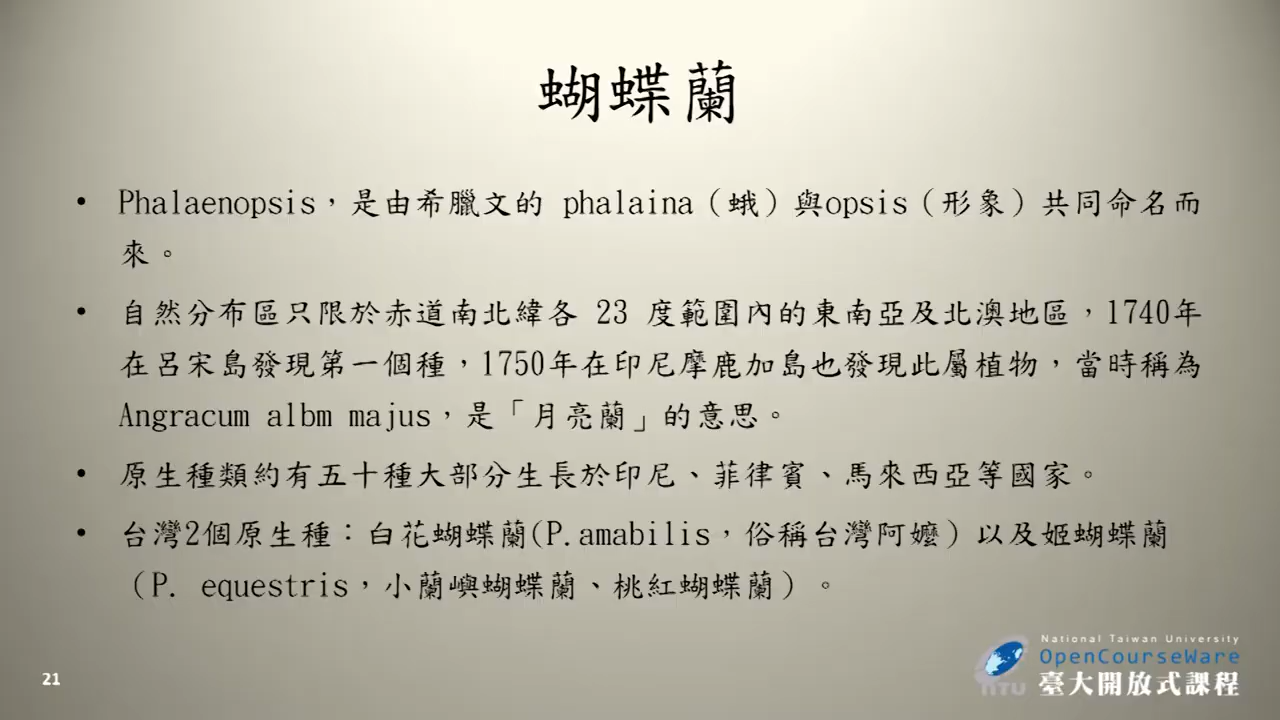 蝴蝶蘭
• Phalaenopsis，是由希臘文的 phalaina（蛾）與opsis（形象）共同命名而
來。
• 自然分布區只限於赤道南北緯各 23 度範圍內的東南亞及北澳地區，1740年
在呂宋島發現第一個種，1750年在印尼摩鹿加島也發現此屬植物，當時稱為
Angracum albm majus，是「月亮蘭」的意思。
• 原生種類約有五十種大部分生長於印尼、菲律賓、馬來西亞等國家。
• 台灣2個原生種：白花蝴蝶蘭(P.amabilis，俗稱台灣阿嬤）以及姬蝴蝶蘭
（P. equestris，小蘭嶼蝴蝶蘭、桃紅蝴蝶蘭）。
National Taiwan University
OpenCourseWare
NTU 臺大開放式課程
21